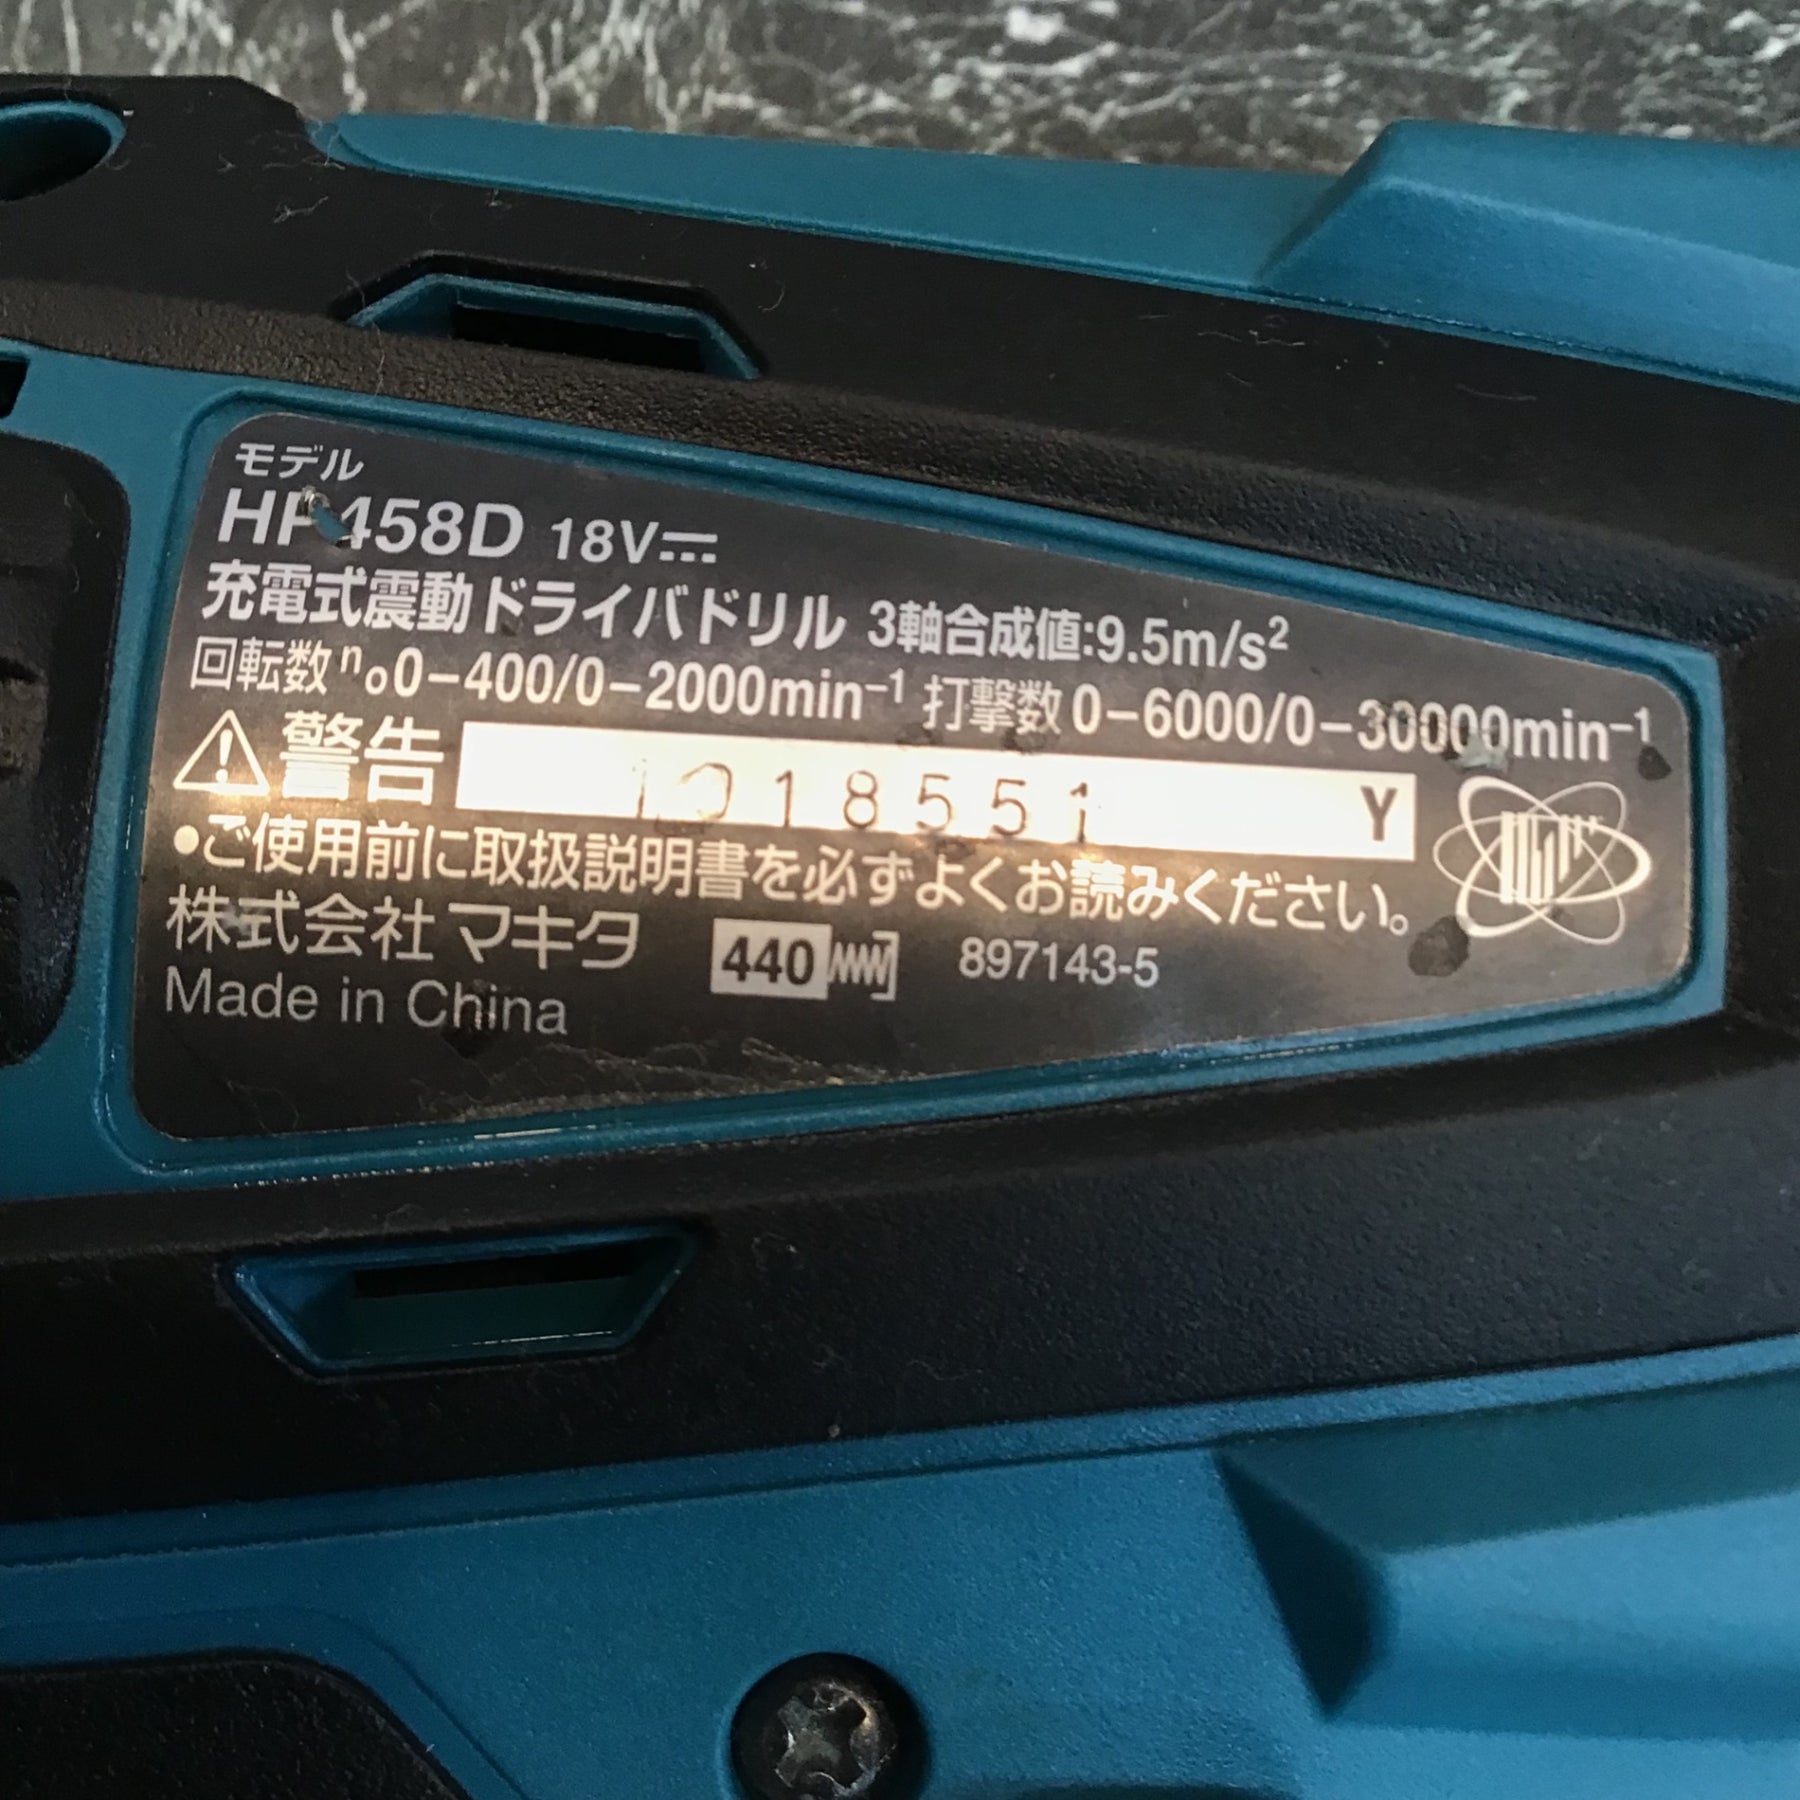 モデル
HP458D 18V
充電式震動ドライバドリル 3軸合成値:9.5m/s²
回転数 n₀0-400/0-2000min⁻¹ 打撃数 0-6000/0-30000min⁻¹
警告 1018551 Y
•ご使用前に取扱説明書を必ずよくお読みください。
株式会社マキタ 440 897143-5
Made in China